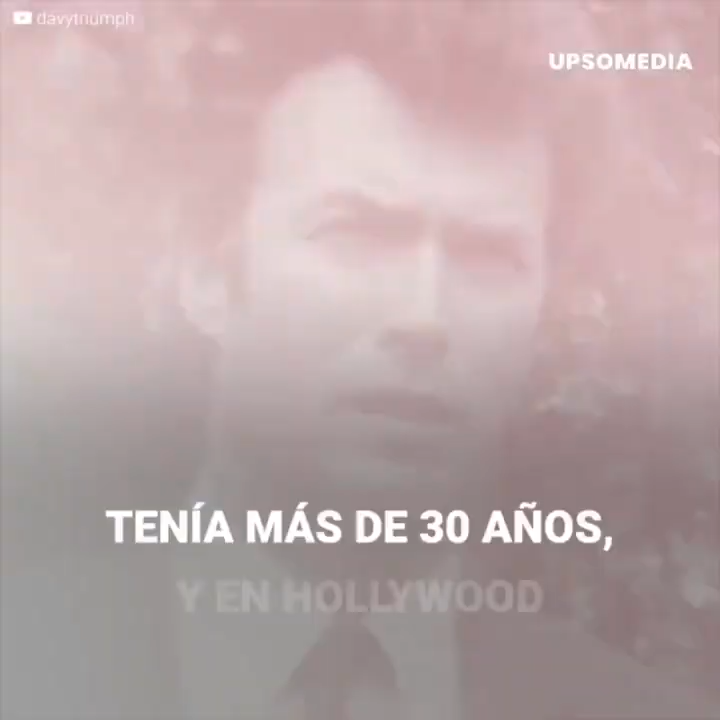 davytriumph
UPSOMEDIA
TENÍA MÁS DE 30 AÑOS,
Y EN HOLLYWOOD